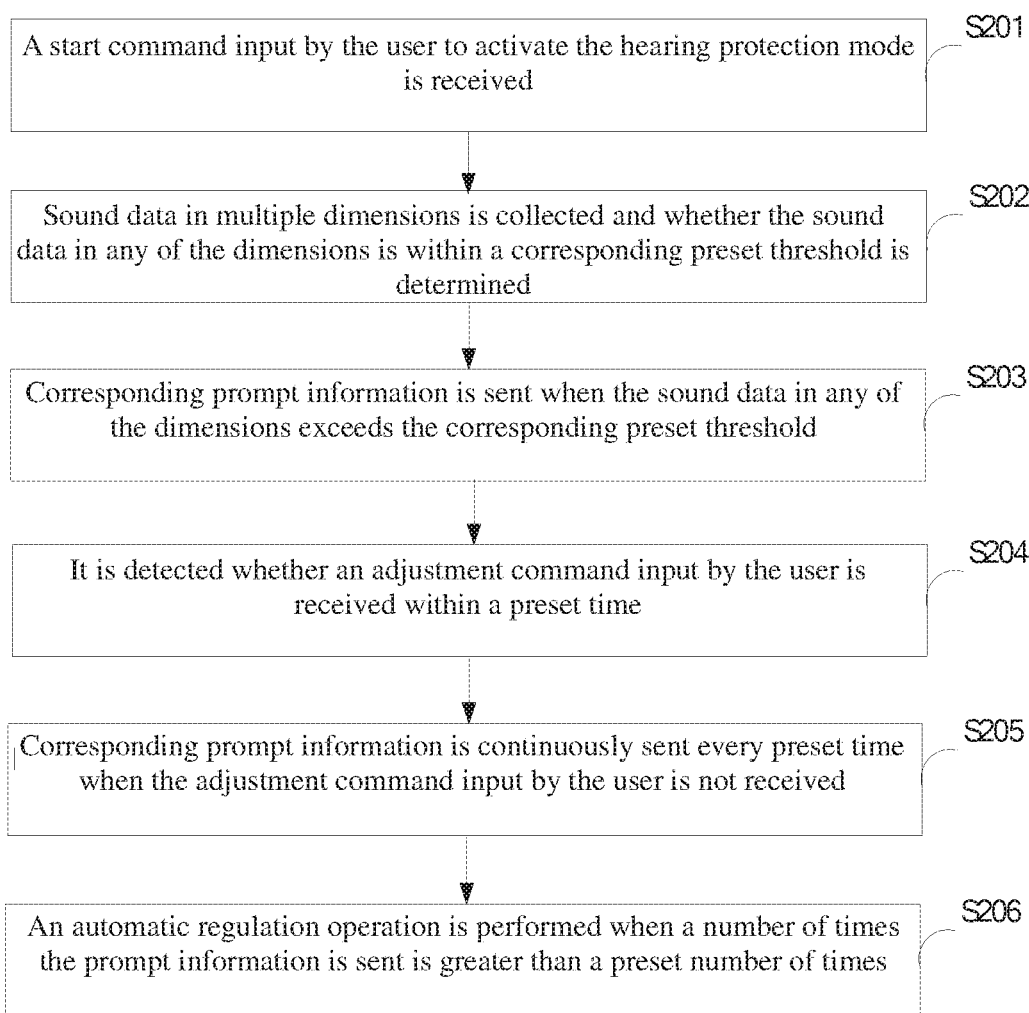 S201
A start command input by the user to activate the hearing protection mode
is received
S202
Sound data in multiple dimensions is collected and whether the sound
data in any of the dimensions is within a corresponding preset threshold is
determined
S203
Corresponding prompt information is sent when the sound data in any of
the dimensions exceeds the corresponding preset threshold
S204
It is detected whether an adjustment command input by the user is
received within a preset time
S205
Corresponding prompt information is continuously sent every preset time
when the adjustment command input by the user is not received
S206
An automatic regulation operation is performed when a number of times
the prompt information is sent is greater than a preset number of times